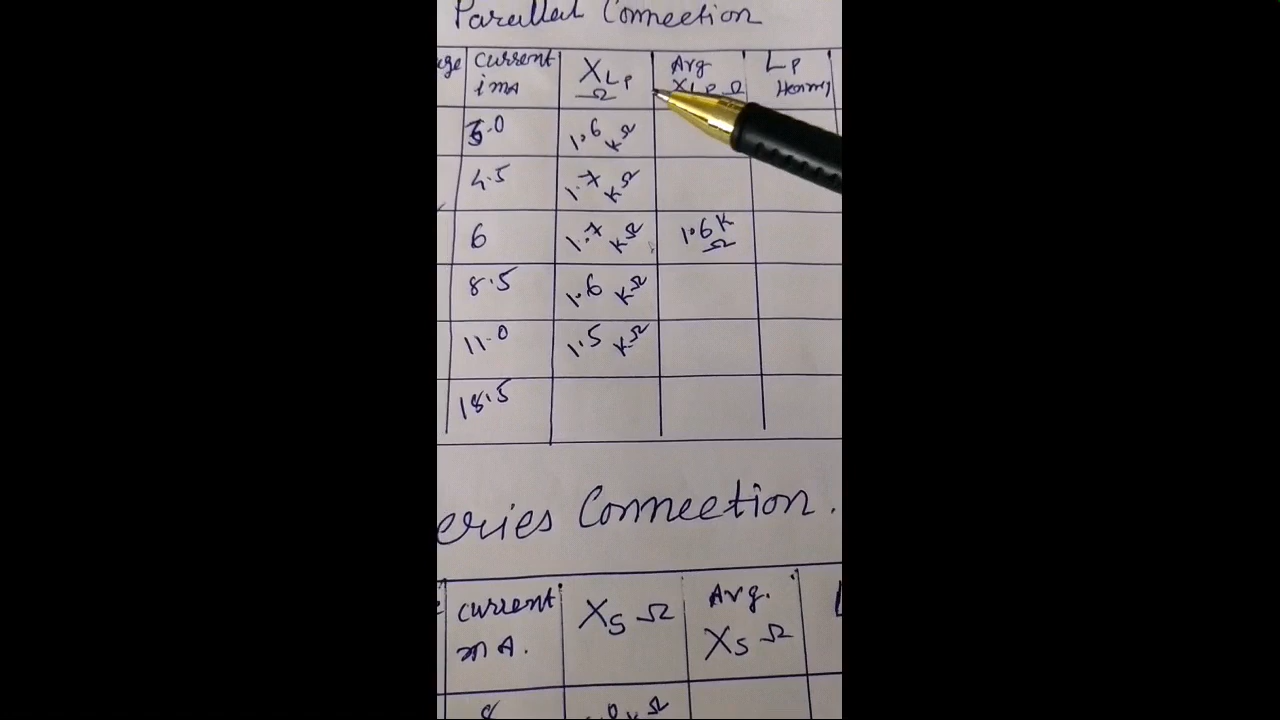 Parallel Connection
current
i mA
XLP
Ω
Avg
XLP Ω
LP
Henry
3.0
1.6 KΩ
4.5
1.7 KΩ
6
1.7 KΩ
1.6 K
Ω
8.5
1.6 KΩ
11.0
1.5 KΩ
18.5
eries Connection.
current
mA.
XS Ω
Avg.
XS Ω
8